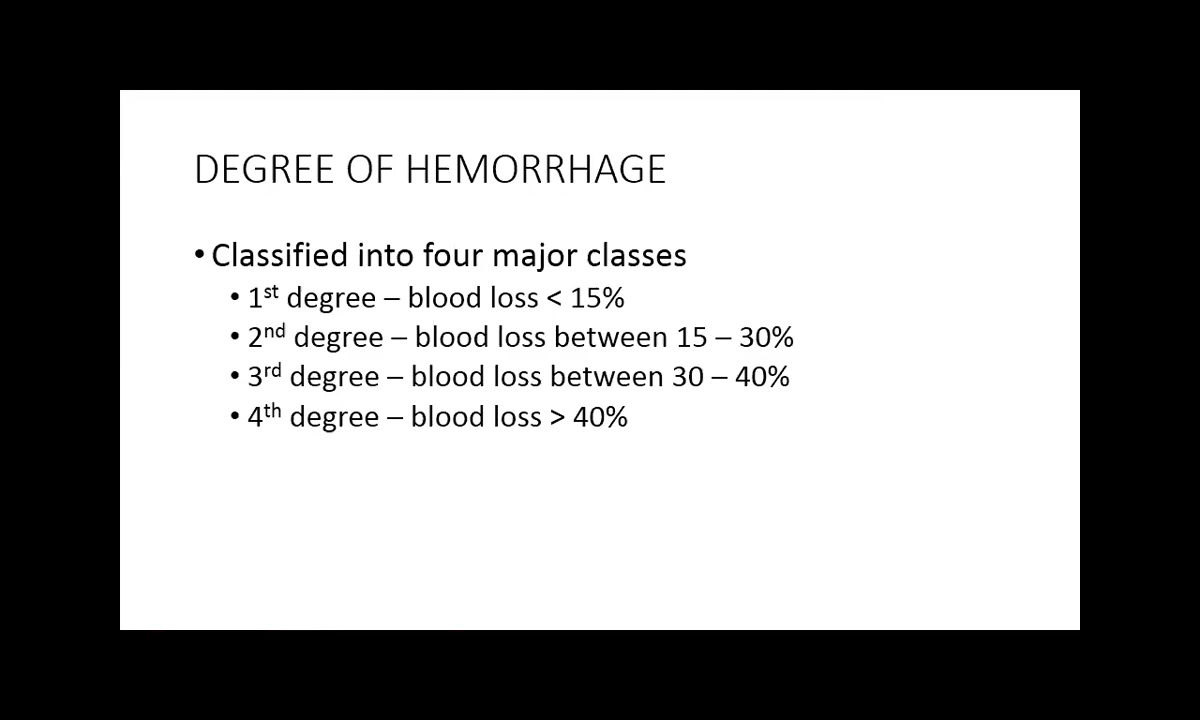 DEGREE OF HEMORRHAGE
• Classified into four major classes
• 1st degree – blood loss < 15%
• 2nd degree – blood loss between 15 – 30%
• 3rd degree – blood loss between 30 – 40%
• 4th degree – blood loss > 40%